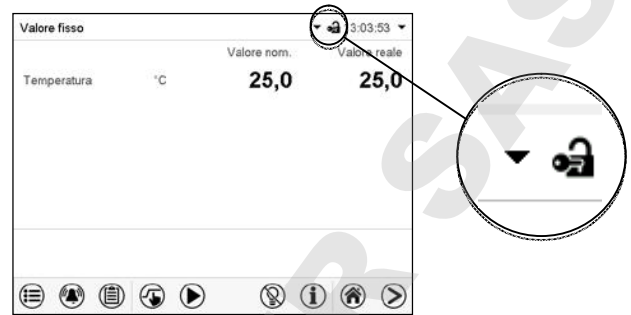 Valore fisso 3:03:53
Valore nom. Valore reale
Temperatura °C 25,0 25,0